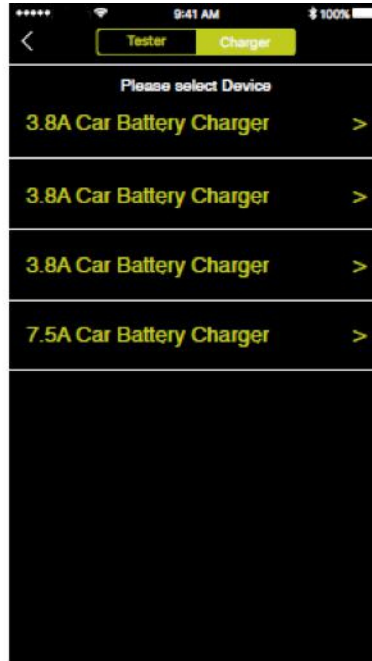 9:41 AM
100%
Tester
Charger
Please select Device
3.8A Car Battery Charger >
3.8A Car Battery Charger >
3.8A Car Battery Charger >
7.5A Car Battery Charger >